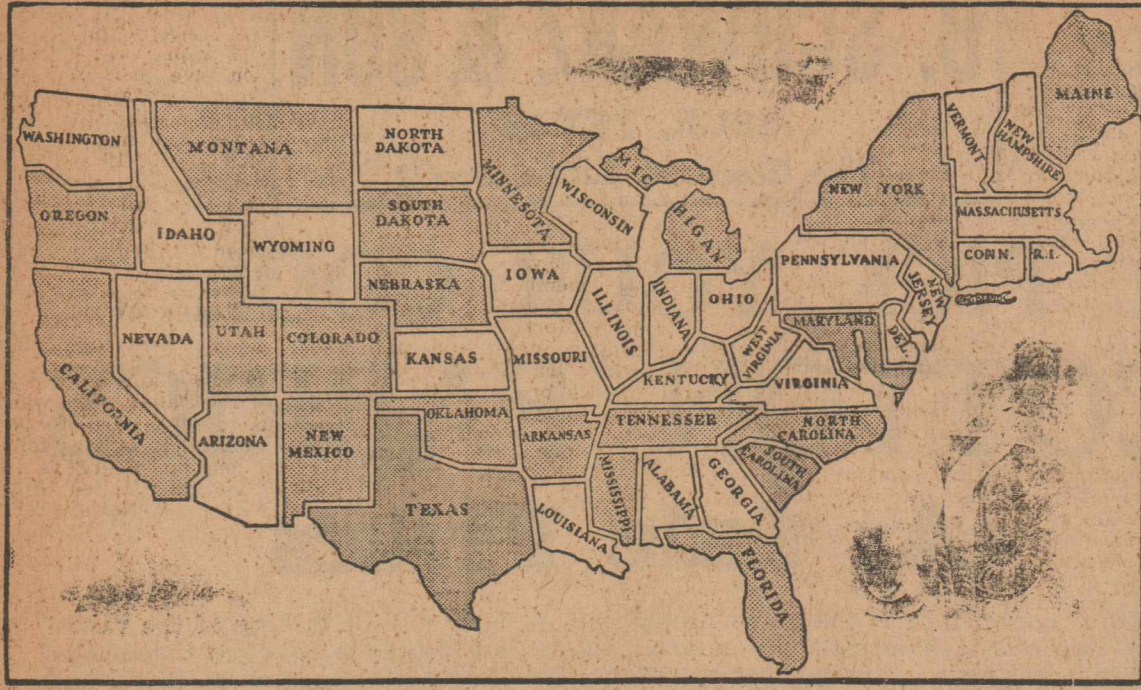 WASHINGTON
MONTANA
NORTH
DAKOTA
MINNESOTA
MIC
HIGAN
WISCONSIN
VERMONT
NEW
HAMPSHIRE
MAINE
OREGON
IDAHO
WYOMING
SOUTH
DAKOTA
NEW YORK
MASSACHUSETTS
CONN.
R.I.
NEBRASKA
IOWA
ILLINOIS
INDIANA
OHIO
PENNSYLVANIA
NEW
JERSEY
NEVADA
UTAH
COLORADO
KANSAS
MISSOURI
KENTUCKY
WEST
VIRGINIA
MARYLAND
DEL.
VIRGINIA
CALIFORNIA
ARIZONA
NEW
MEXICO
OKLAHOMA
ARKANSAS
TENNESSEE
NORTH
CAROLINA
SOUTH
CAROLINA
TEXAS
LOUISIANA
MISSISSIPPI
ALABAMA
GEORGIA
FLORIDA